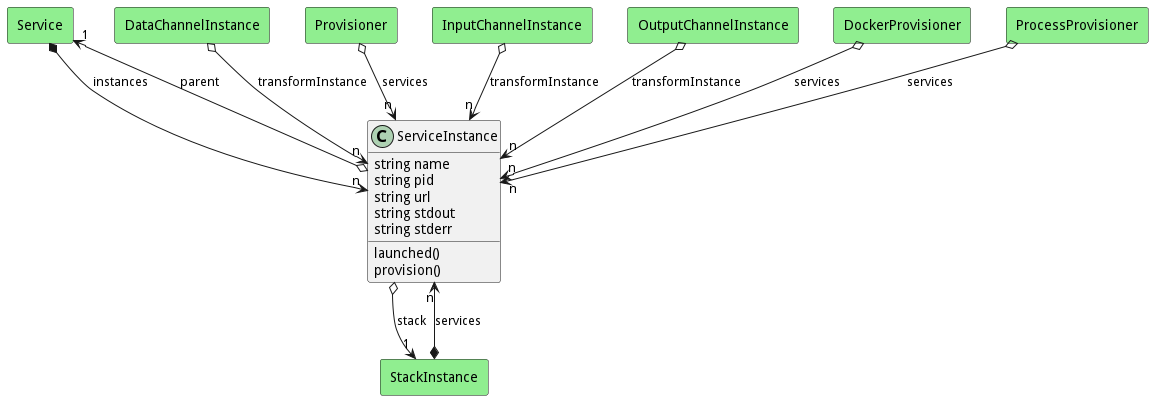 Service
DataChannelInstance
Provisioner
InputChannelInstance
OutputChannelInstance
DockerProvisioner
ProcessProvisioner
1
instances
parent
transformInstance
services
transformInstance
transformInstance
services
services
n
n
n
n
n
n
n
C ServiceInstance
string name
string pid
string url
string stdout
string stderr
launched()
provision()
n
stack
services
1
StackInstance